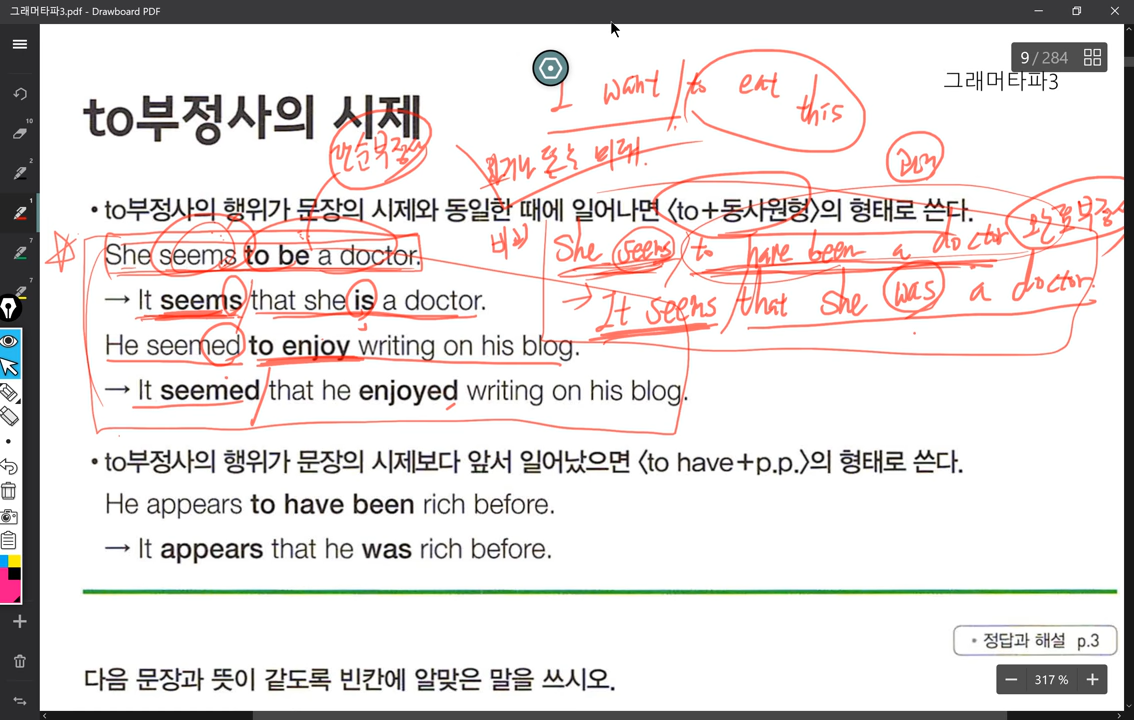 그래머타파3.pdf - Drawboard PDF
9 / 284
그래머타파3
I want / to eat this
to부정사의 시제
단순부정사
• to부정사의 행위가 문장의 시제와 동일한 때에 일어나면 〈to+동사원형〉의 형태로 쓴다.
She seems to be a doctor.
→ It seems that she is a doctor.
He seemed to enjoy writing on his blog.
→ It seemed that he enjoyed writing on his blog.
비교
She seems to have been a doctor
완료부정사
→ It seems / that she was a doctor.
• to부정사의 행위가 문장의 시제보다 앞서 일어났으면 〈to have+p.p.〉의 형태로 쓴다.
He appears to have been rich before.
→ It appears that he was rich before.
• 정답과 해설 p.3
다음 문장과 뜻이 같도록 빈칸에 알맞은 말을 쓰시오.
317 %
10
2
1
7
7